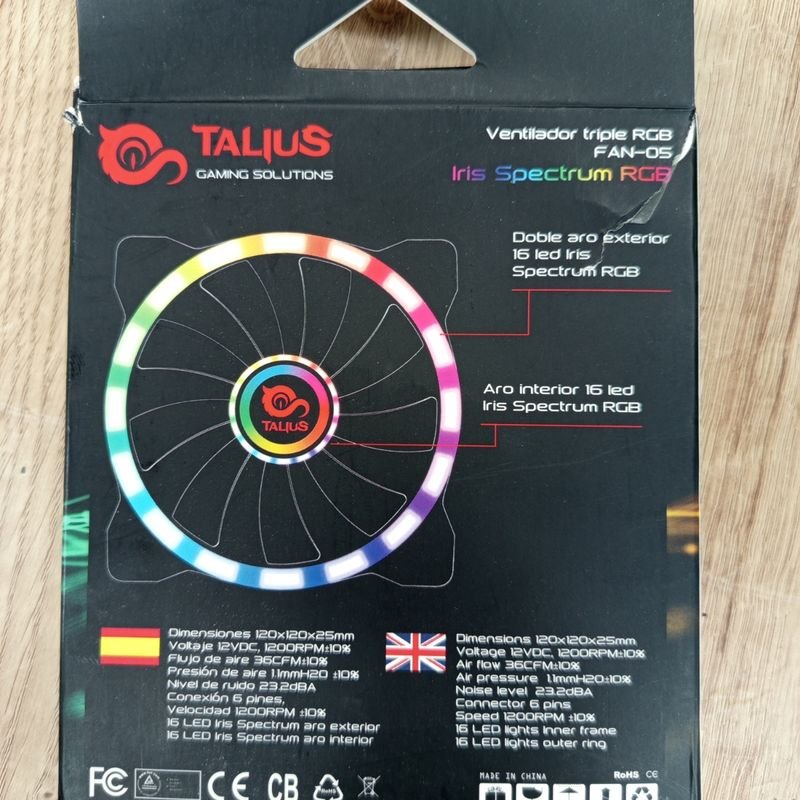 TALIUS
GAMING SOLUTIONS
Ventilador triple RGB
FAN-05
Iris Spectrum RGB
Doble aro exterior
16 led Iris
Spectrum RGB
Aro interior 16 led
Iris Spectrum RGB
TALIUS
Dimensiones 120x120x25mm
Voltaje 12VDC, 1200RPM±10%
Flujo de aire 36CFM±10%
Presión de aire 1.1mmH2O ±10%
Nivel de ruido 23.2dBA
Conexión 6 pines,
Velocidad 1200RPM ±10%
16 LED Iris Spectrum aro exterior
16 LED Iris Spectrum aro interior
Dimensions 120x120x25mm
Voltage 12VDC, 1200RPM±10%
Air flow 36CFM±10%
Air pressure 1.1mmH2O±10%
Noise level 23.2dBA
Connector 6 pins
Speed 1200RPM ±10%
16 LED lights inner frame
16 LED lights outer ring
FC
CE
CB
RoHS
MADE IN CHINA
RoHS CE